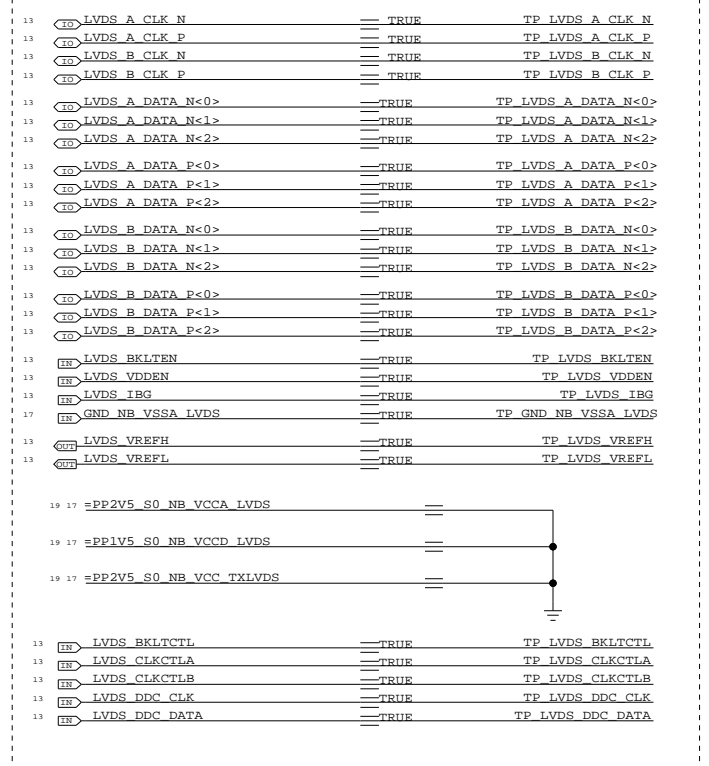 13 IO LVDS_A_CLK_N TRUE TP_LVDS_A_CLK_N
13 IO LVDS_A_CLK_P TRUE TP_LVDS_A_CLK_P
13 IO LVDS_B_CLK_N TRUE TP_LVDS_B_CLK_N
13 IO LVDS_B_CLK_P TRUE TP_LVDS_B_CLK_P
13 IO LVDS_A_DATA_N<0> TRUE TP_LVDS_A_DATA_N<0>
13 IO LVDS_A_DATA_N<1> TRUE TP_LVDS_A_DATA_N<1>
13 IO LVDS_A_DATA_N<2> TRUE TP_LVDS_A_DATA_N<2>
13 IO LVDS_A_DATA_P<0> TRUE TP_LVDS_A_DATA_P<0>
13 IO LVDS_A_DATA_P<1> TRUE TP_LVDS_A_DATA_P<1>
13 IO LVDS_A_DATA_P<2> TRUE TP_LVDS_A_DATA_P<2>
13 IO LVDS_B_DATA_N<0> TRUE TP_LVDS_B_DATA_N<0>
13 IO LVDS_B_DATA_N<1> TRUE TP_LVDS_B_DATA_N<1>
13 IO LVDS_B_DATA_N<2> TRUE TP_LVDS_B_DATA_N<2>
13 IO LVDS_B_DATA_P<0> TRUE TP_LVDS_B_DATA_P<0>
13 IO LVDS_B_DATA_P<1> TRUE TP_LVDS_B_DATA_P<1>
13 IO LVDS_B_DATA_P<2> TRUE TP_LVDS_B_DATA_P<2>
13 IN LVDS_BKLTEN TRUE TP_LVDS_BKLTEN
13 IN LVDS_VDDEN TRUE TP_LVDS_VDDEN
13 IN LVDS_IBG TRUE TP_LVDS_IBG
17 IN GND_NB_VSSA_LVDS TRUE TP_GND_NB_VSSA_LVDS
13 OUT LVDS_VREFH TRUE TP_LVDS_VREFH
13 OUT LVDS_VREFL TRUE TP_LVDS_VREFL
19 17 =PP2V5_S0_NB_VCCA_LVDS
19 17 =PP1V5_S0_NB_VCCD_LVDS
19 17 =PP2V5_S0_NB_VCC_TXLVDS
13 IN LVDS_BKLTCTL TRUE TP_LVDS_BKLTCTL
13 IN LVDS_CLKCTLA TRUE TP_LVDS_CLKCTLA
13 IN LVDS_CLKCTLB TRUE TP_LVDS_CLKCTLB
13 IN LVDS_DDC_CLK TRUE TP_LVDS_DDC_CLK
13 IN LVDS_DDC_DATA TRUE TP_LVDS_DDC_DATA